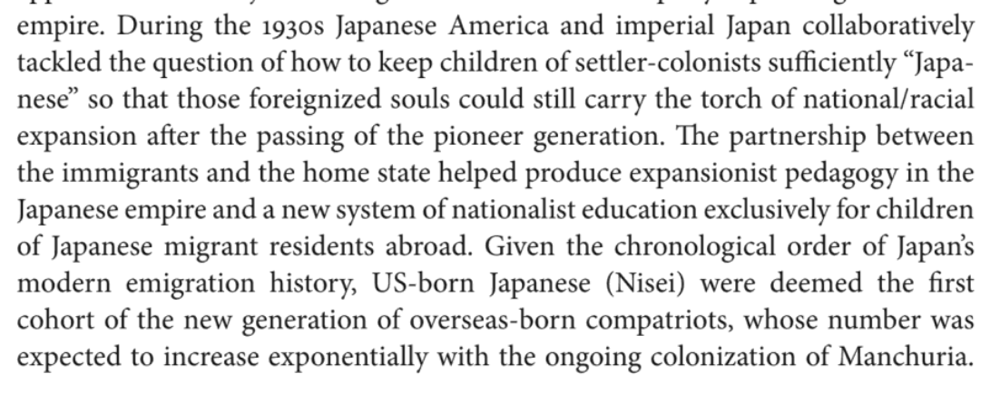 empire. During the 1930s Japanese America and imperial Japan collaboratively
tackled the question of how to keep children of settler-colonists sufficiently “Japa-
nese” so that those foreignized souls could still carry the torch of national/racial
expansion after the passing of the pioneer generation. The partnership between
the immigrants and the home state helped produce expansionist pedagogy in the
Japanese empire and a new system of nationalist education exclusively for children
of Japanese migrant residents abroad. Given the chronological order of Japan’s
modern emigration history, US-born Japanese (Nisei) were deemed the first
cohort of the new generation of overseas-born compatriots, whose number was
expected to increase exponentially with the ongoing colonization of Manchuria.